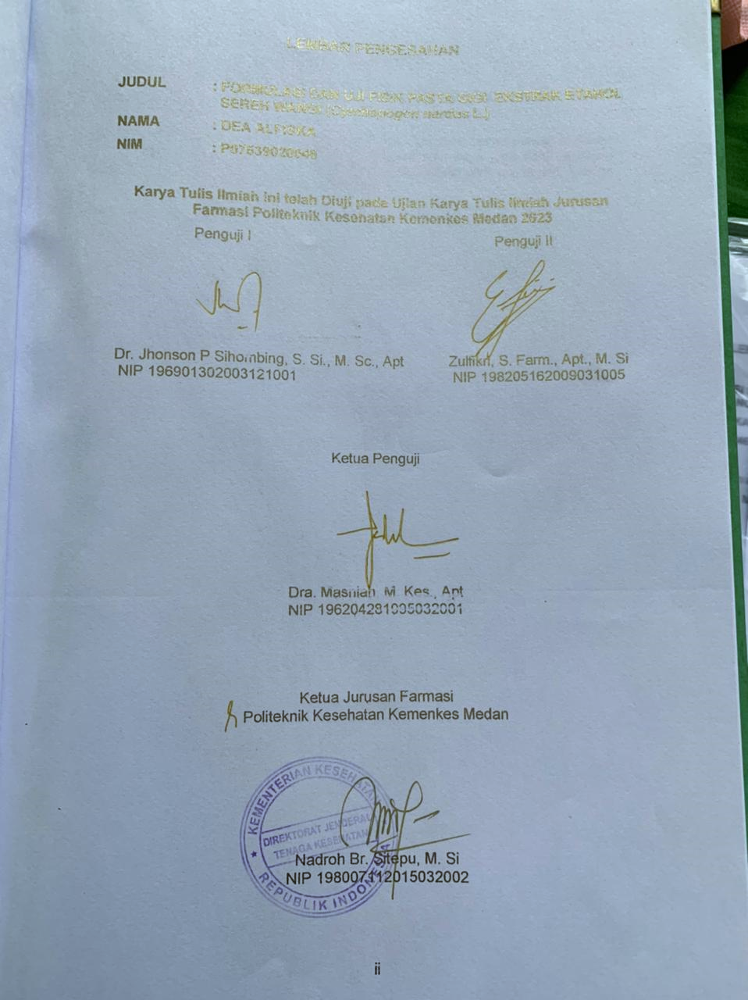 LEMBAR PENGESAHAN
JUDUL : FORMULASI DAN UJI FISIK PASTA GIGI EKSTRAK ETANOL
SEREH WANGI (Cymbopogon nardus L.)
NAMA : DEA ALFISKA
NIM : P07539020048
Karya Tulis Ilmiah ini telah Diuji pada Ujian Karya Tulis Ilmiah Jurusan
Farmasi Politeknik Kesehatan Kemenkes Medan 2023
Penguji I
Penguji II
Dr. Jhonson P Sihombing, S. Si., M. Sc., Apt
NIP 196901302003121001
Zulfikri, S. Farm., Apt., M. Si
NIP 198205162009031005
Ketua Penguji
Dra. Masniah M. Kes., Apt
NIP 196204281995032001
Ketua Jurusan Farmasi
Politeknik Kesehatan Kemenkes Medan
KEMENTERIAN KESEHATAN
DIREKTORAT JENDERAL
TENAGA KESEHATAN
REPUBLIK INDONESIA
Nadroh Br. Sitepu, M. Si
NIP 198007112015032002
ii